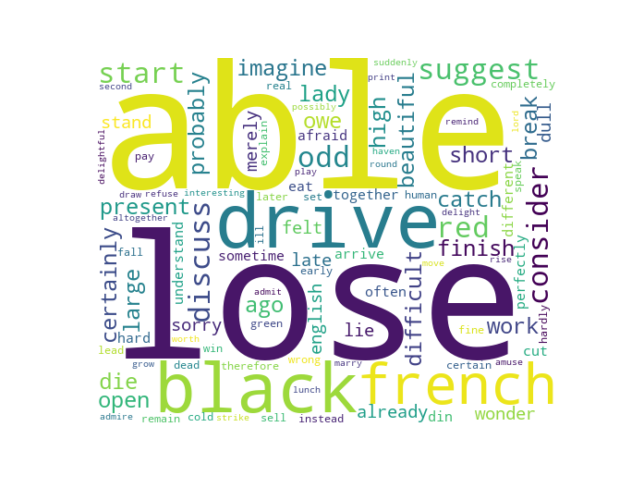 suddenly
start
imagine
suggest
real
completely
second
probably
print
lady
able
possibly
beautiful
high
break
dull
lord
stand
merely
explain
owe
afraid
remind
delightful
pay
odd
short
haven
round
play
speak
eat
human
draw
refuse
interesting
later
set
together
catch
different
consider
present
discuss
drive
delight
red
altogether
understand
ill
felt
certainly
large
fall
sometime
late
arrive
finish
early
often
difficult
move
rise
perfectly
lose
admit
ago
english
hard
sorry
green
lie
fine
work
hardly
lead
worth
win
wrong
certain
cut
grow
dead
therefore
marry
amuse
die
black
lunch
french
open
admire
remain
cold
strike
sell
instead
already
din
wonder